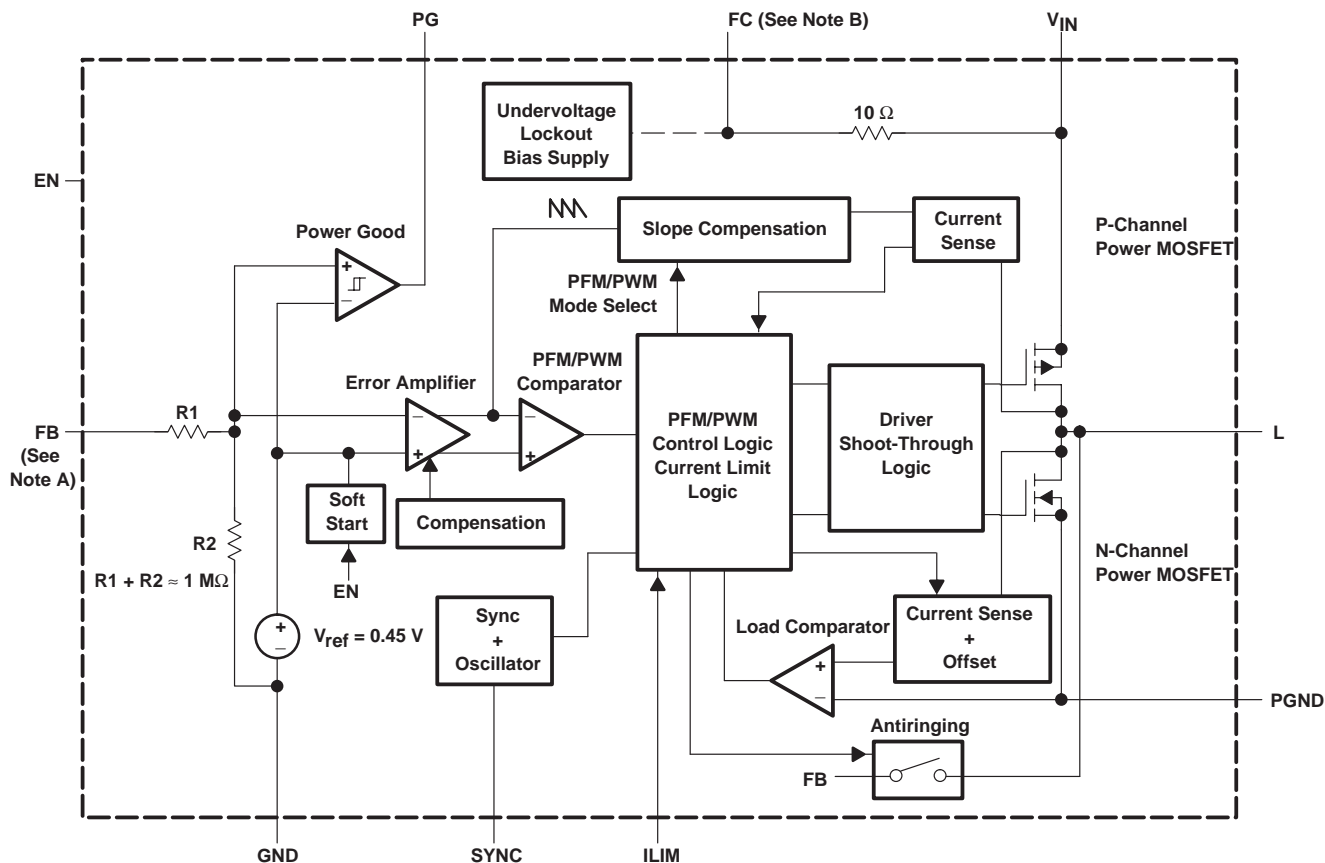 PG
FC (See Note B)
VIN
Undervoltage
Lockout
Bias Supply
10 Ω
EN
Slope Compensation
Current
Sense
P-Channel
Power MOSFET
Power Good
+
−
PFM/PWM
Mode Select
PFM/PWM
Comparator
Error Amplifier
R1
−
+
−
+
PFM/PWM
Control Logic
Current Limit
Logic
Driver
Shoot-Through
Logic
FB
(See
Note A)
L
Soft
Start
Compensation
R2
R1 + R2 ≈ 1 MΩ
EN
N-Channel
Power MOSFET
+
−
Vref = 0.45 V
Sync
+
Oscillator
Load Comparator
+
−
Current Sense
+
Offset
PGND
Antiringing
FB
GND
SYNC
ILIM